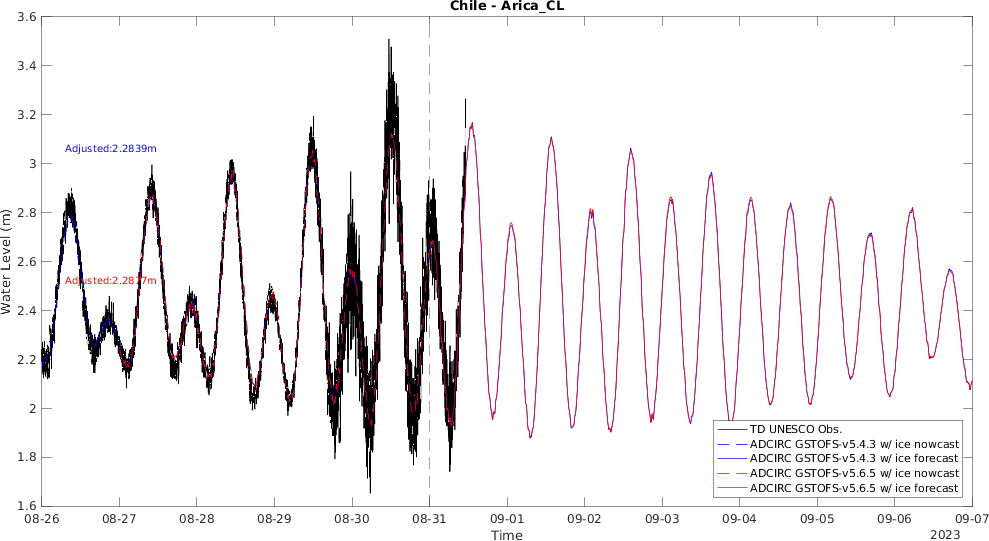 Chile - Arica_CL
3.6
3.4
3.2
3
2.8
2.6
2.4
2.2
2
1.8
1.6
Water Level (m)
Adjusted:2.2839m
Adjusted:2.2877m
TD UNESCO Obs.
ADCIRC GSTOFS-v5.4.3 w/ ice nowcast
ADCIRC GSTOFS-v5.4.3 w/ ice forecast
ADCIRC GSTOFS-v5.6.5 w/ ice nowcast
ADCIRC GSTOFS-v5.6.5 w/ ice forecast
08-26 08-27 08-28 08-29 08-30 08-31 09-01 09-02 09-03 09-04 09-05 09-06 09-07
Time
2023